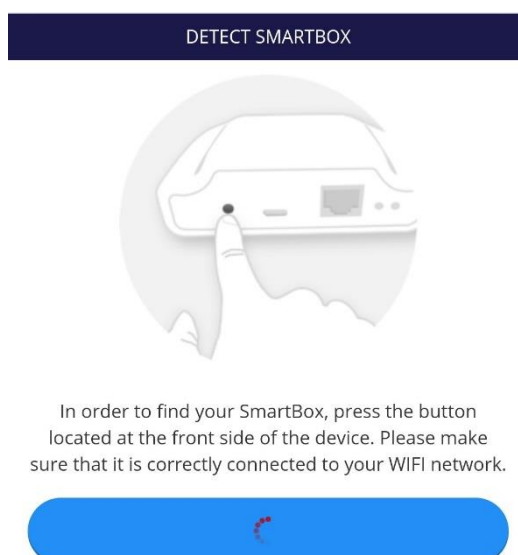 DETECT SMARTBOX
In order to find your SmartBox, press the button
located at the front side of the device. Please make
sure that it is correctly connected to your WIFI network.